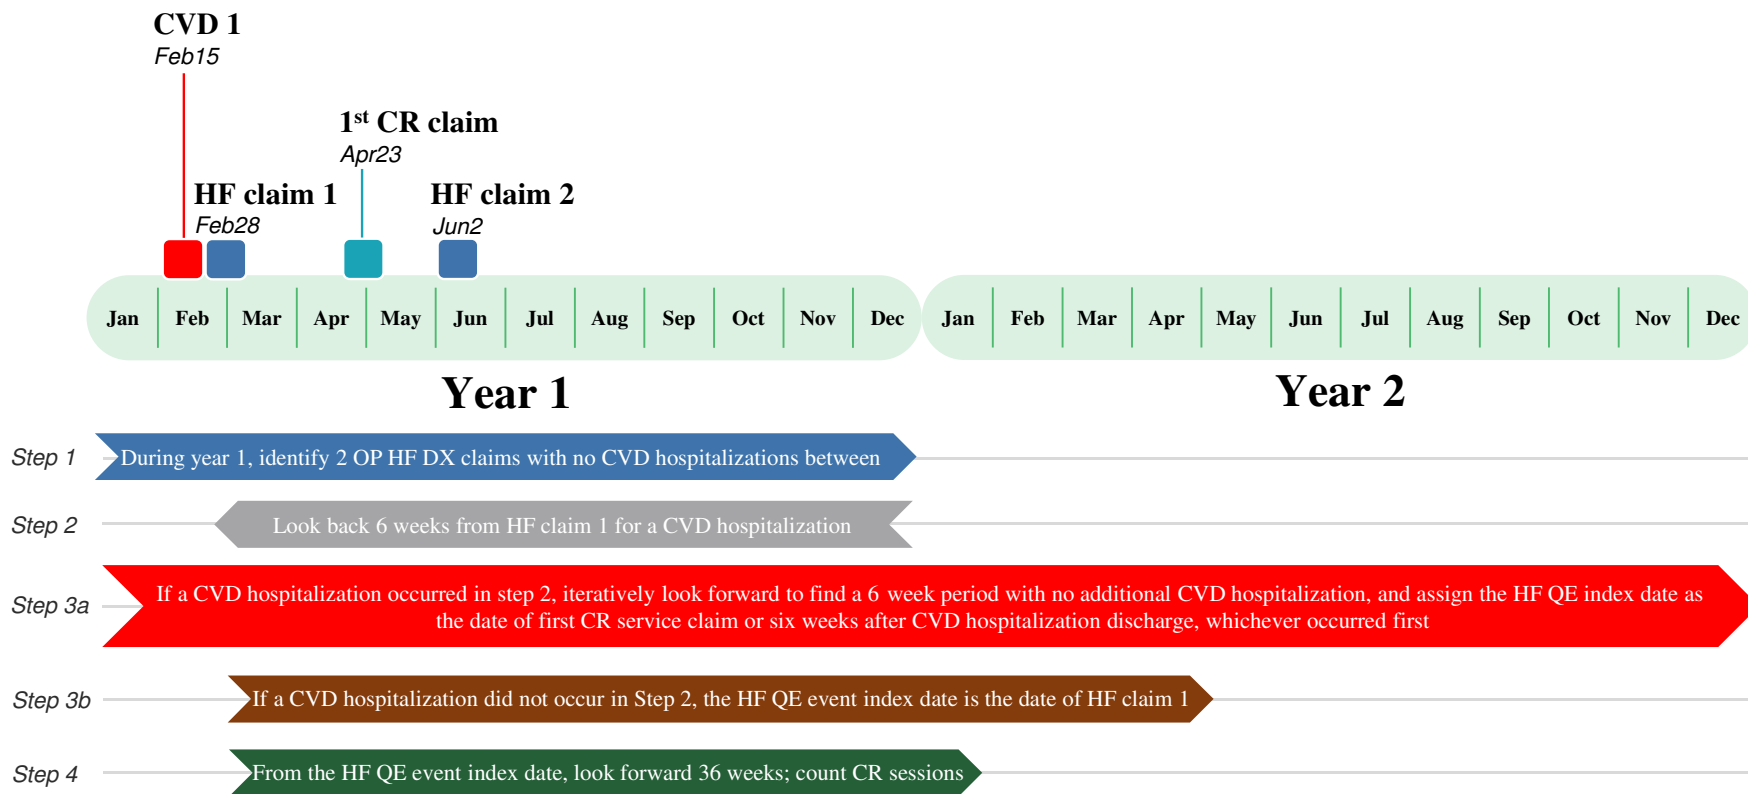 CVD 1
Feb15
1st CR claim
Apr23
HF claim 1
Feb28
HF claim 2
Jun2
Jan Feb Mar Apr May Jun Jul Aug Sep Oct Nov Dec Jan Feb Mar Apr May Jun Jul Aug Sep Oct Nov Dec
Year 1 Year 2
Step 1 During year 1, identify 2 OP HF DX claims with no CVD hospitalizations between
Step 2 Look back 6 weeks from HF claim 1 for a CVD hospitalization
Step 3a If a CVD hospitalization occurred in step 2, iteratively look forward to find a 6 week period with no additional CVD hospitalization, and assign the HF QE index date as
the date of first CR service claim or six weeks after CVD hospitalization discharge, whichever occurred first
Step 3b If a CVD hospitalization did not occur in Step 2, the HF QE event index date is the date of HF claim 1
Step 4 From the HF QE event index date, look forward 36 weeks; count CR sessions